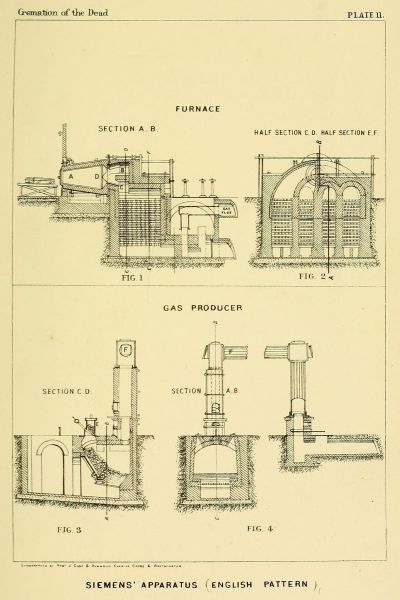 Cremation of the Dead
PLATE II.
FURNACE
SECTION A. B.
HALF SECTION C.D. HALF SECTION E.F.
A
D
B
GAS
FLUE
FIG. 1
FIG. 2
GAS PRODUCER
F
F
SECTION C.D.
SECTION A.B.
FIG. 3
FIG. 4
SIEMENS' APPARATUS (ENGLISH PATTERN)